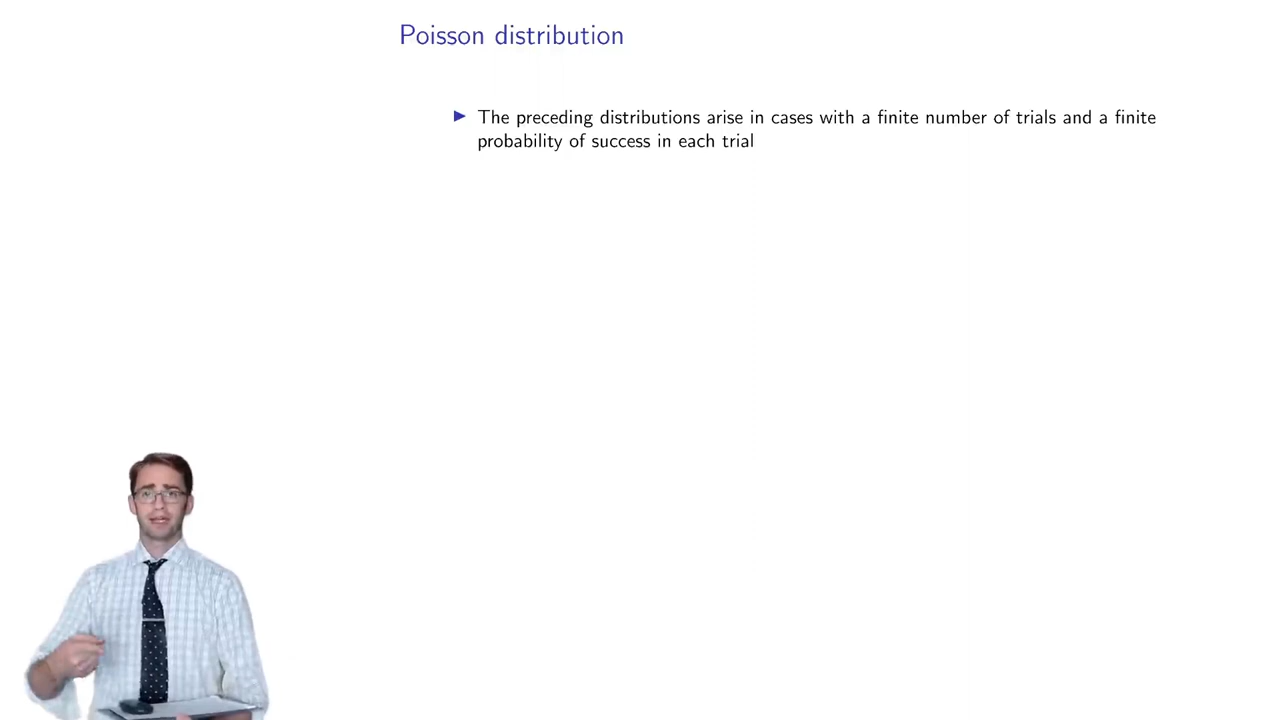 Poisson distribution
The preceding distributions arise in cases with a finite number of trials and a finite
probability of success in each trial